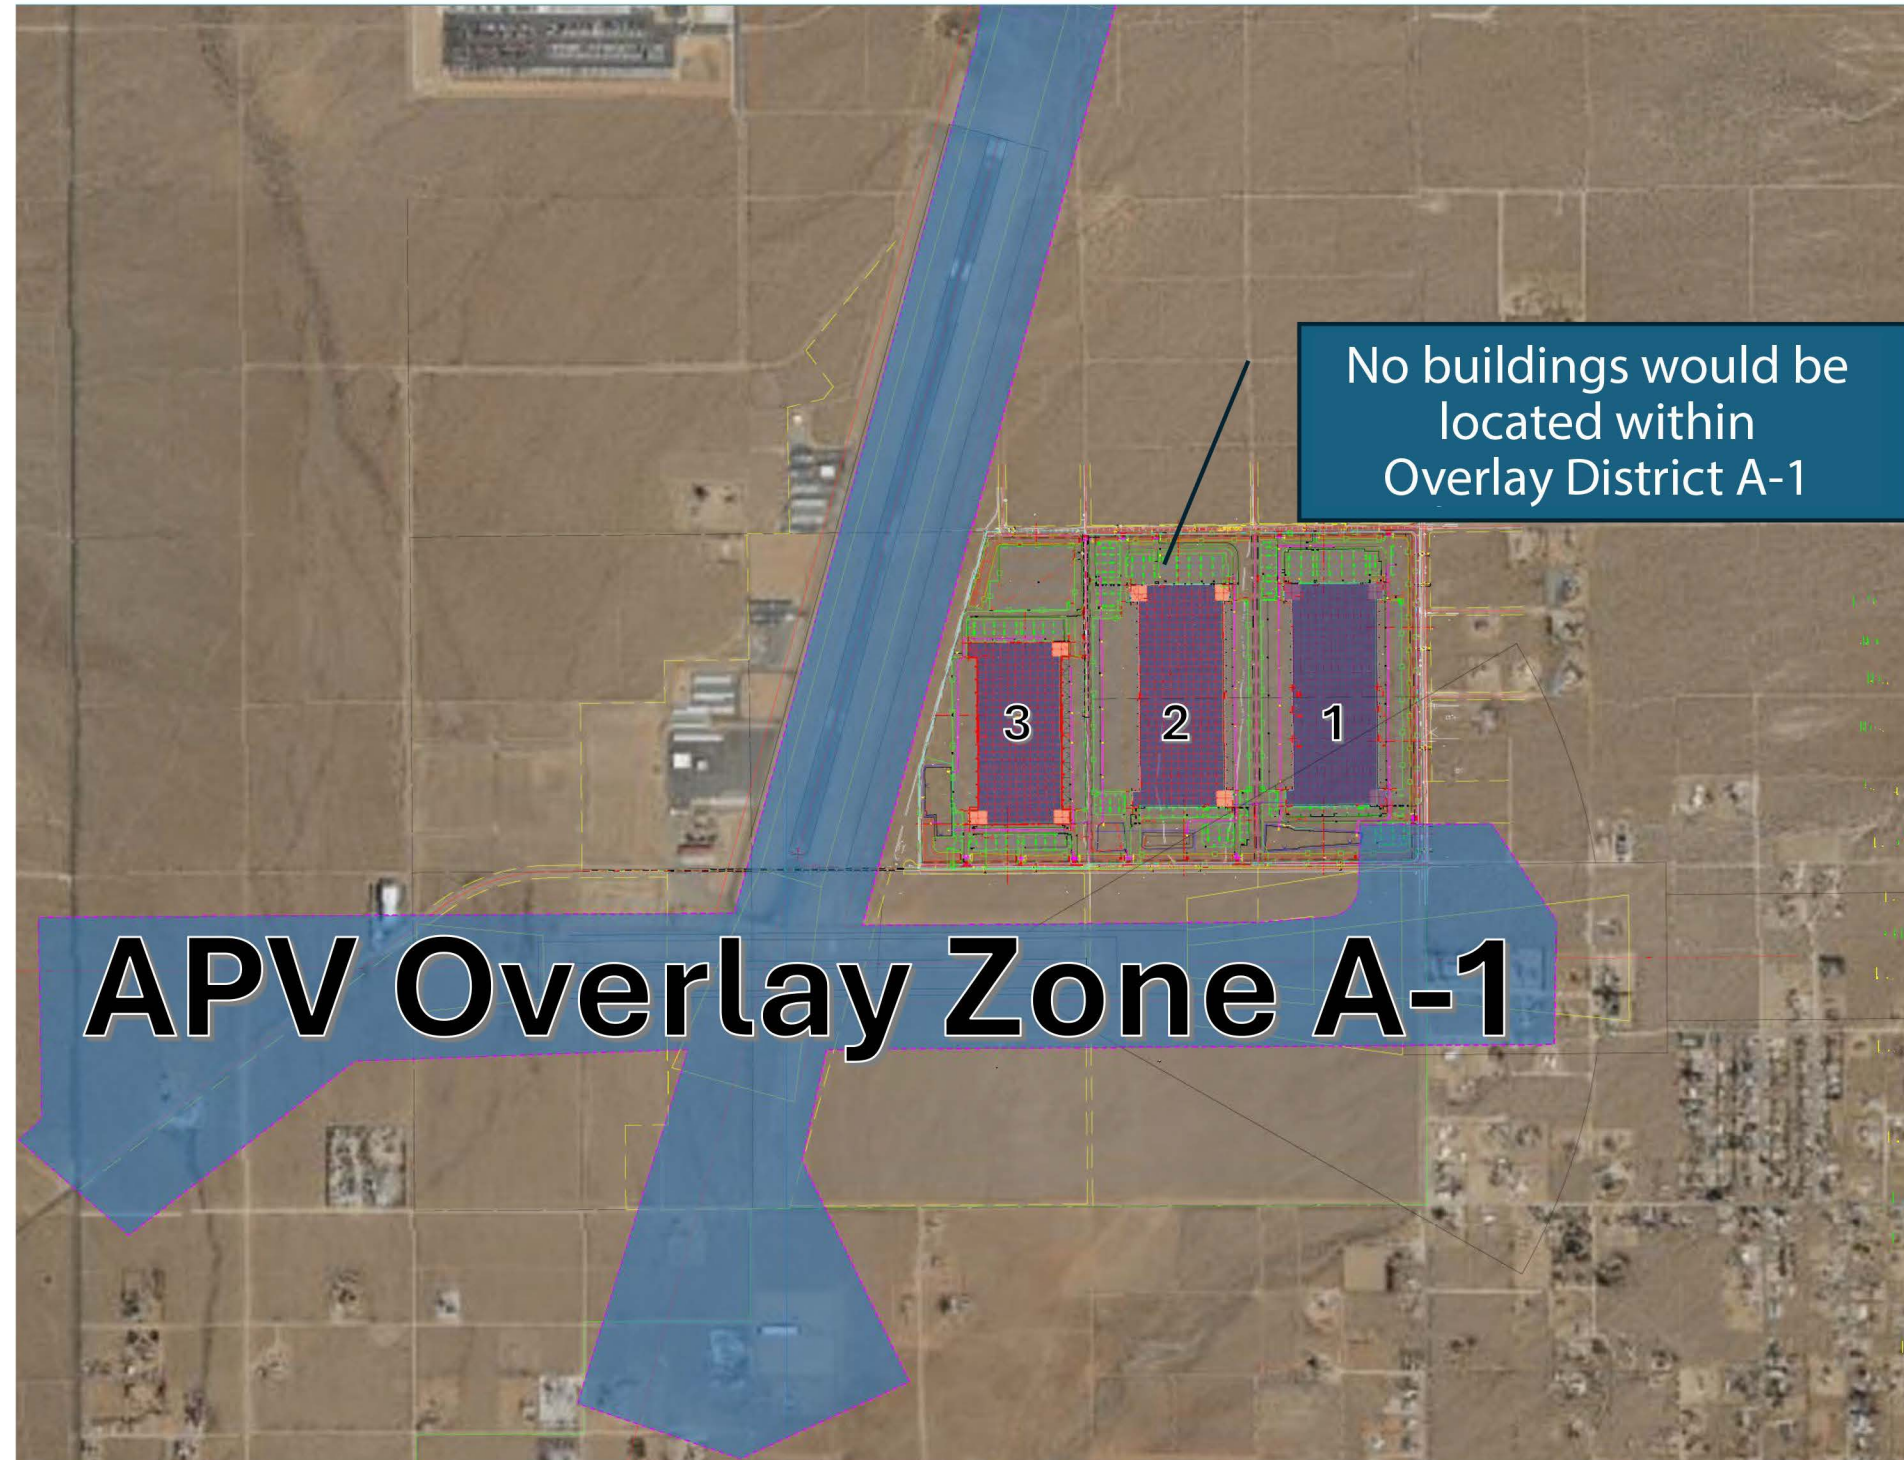 No buildings would be
located within
Overlay District A-1
3
2
1
APV Overlay Zone A-1